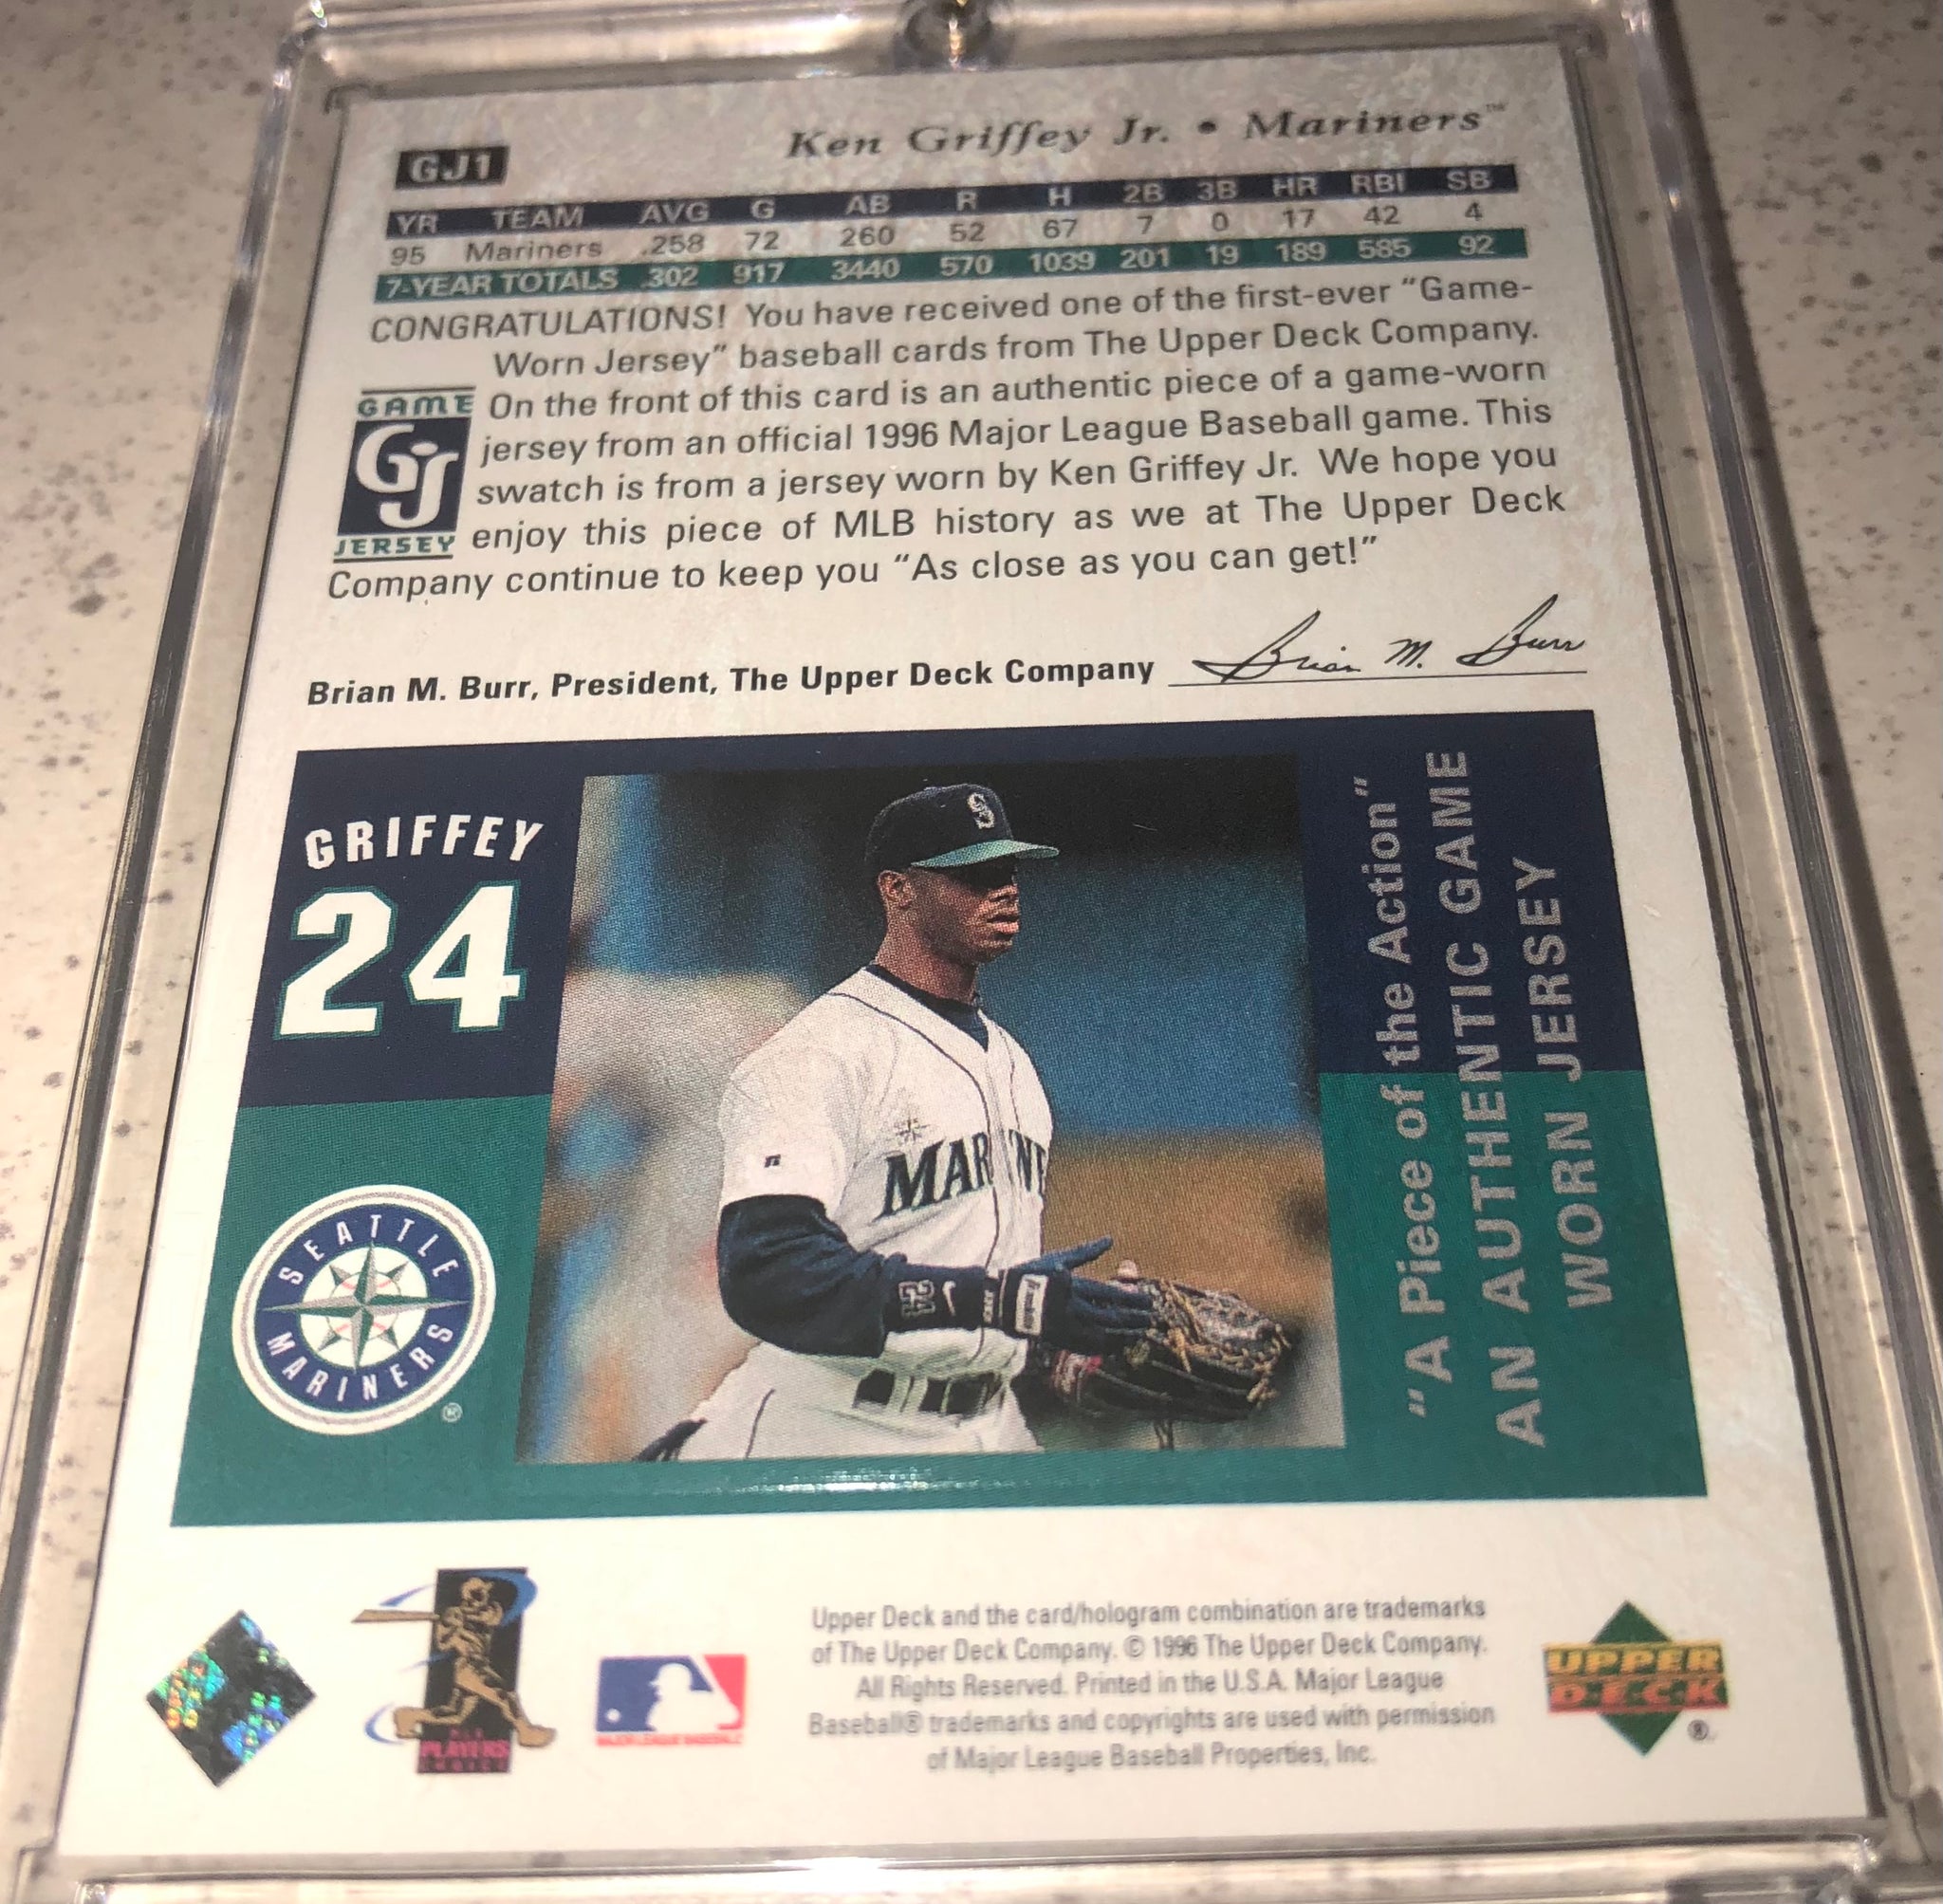 GJ1
Ken Griffey Jr. • Mariners™
YR TEAM AVG G AB R H 2B 3B HR RBI SB
95 Mariners .258 72 260 52 67 7 0 17 42 4
7-YEAR TOTALS .302 917 3440 570 1039 201 19 189 585 92
CONGRATULATIONS! You have received one of the first-ever “Game-
Worn Jersey” baseball cards from The Upper Deck Company.
On the front of this card is an authentic piece of a game-worn
jersey from an official 1996 Major League Baseball game. This
swatch is from a jersey worn by Ken Griffey Jr. We hope you
enjoy this piece of MLB history as we at The Upper Deck
Company continue to keep you “As close as you can get!”
GAME
GJ
JERSEY
Brian M. Burr, President, The Upper Deck Company
Brian M. Burr
GRIFFEY
24
SEATTLE
MARINERS
®
S
MARINE
24
“A Piece of the Action”
AN AUTHENTIC GAME
WORN JERSEY
PLAYERS
CHOICE
MAJOR LEAGUE BASEBALL
Upper Deck and the card/hologram combination are trademarks
of The Upper Deck Company. © 1996 The Upper Deck Company.
All Rights Reserved. Printed in the U.S.A. Major League
Baseball® trademarks and copyrights are used with permission
of Major League Baseball Properties, Inc.
UPPER
DECK
®.